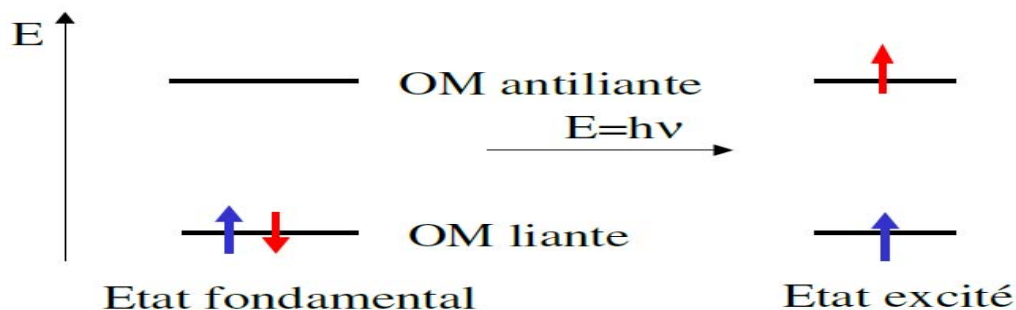 E
OM antiliante
E=hν
OM liante
Etat fondamental
Etat excité